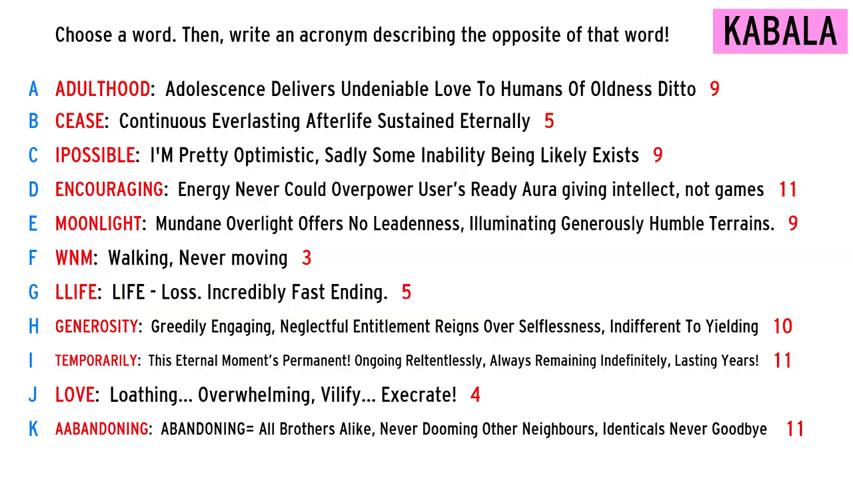 Choose a word. Then, write an acronym describing the opposite of that word!
KABALA
A ADULTHOOD: Adolescence Delivers Undeniable Love To Humans Of Oldness Ditto 9
B CEASE: Continuous Everlasting Afterlife Sustained Eternally 5
C IPOSSIBLE: I'M Pretty Optimistic, Sadly Some Inability Being Likely Exists 9
D ENCOURAGING: Energy Never Could Overpower User's Ready Aura giving intellect, not games 11
E MOONLIGHT: Mundane Overlight Offers No Leadenness, Illuminating Generously Humble Terrains. 9
F WNM: Walking, Never moving 3
G LLIFE: LIFE - Loss. Incredibly Fast Ending. 5
H GENEROSITY: Greedily Engaging, Neglectful Entitlement Reigns Over Selflessness, Indifferent To Yielding 10
I TEMPORARILY: This Eternal Moment's Permanent! Ongoing Reltentlessly, Always Remaining Indefinitely, Lasting Years! 11
J LOVE: Loathing... Overwhelming, Vilify... Execrate! 4
K AABANDONING: ABANDONING= All Brothers Alike, Never Dooming Other Neighbours, Identicals Never Goodbye 11